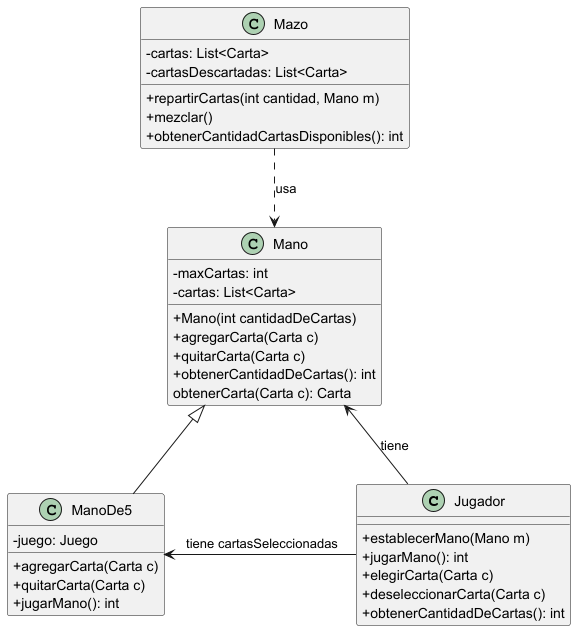 C Mazo
-cartas: List<Carta>
-cartasDescartadas: List<Carta>
+repartirCartas(int cantidad, Mano m)
+mezclar()
+obtenerCantidadCartasDisponibles(): int
usa
C Mano
-maxCartas: int
-cartas: List<Carta>
+Mano(int cantidadDeCartas)
+agregarCarta(Carta c)
+quitarCarta(Carta c)
+obtenerCantidadDeCartas(): int
obtenerCarta(Carta c): Carta
tiene
C ManoDe5
-juego: Juego
+agregarCarta(Carta c)
+quitarCarta(Carta c)
+jugarMano(): int
tiene cartasSeleccionadas
C Jugador
+establecerMano(Mano m)
+jugarMano(): int
+elegirCarta(Carta c)
+deseleccionarCarta(Carta c)
+obtenerCantidadDeCartas(): int